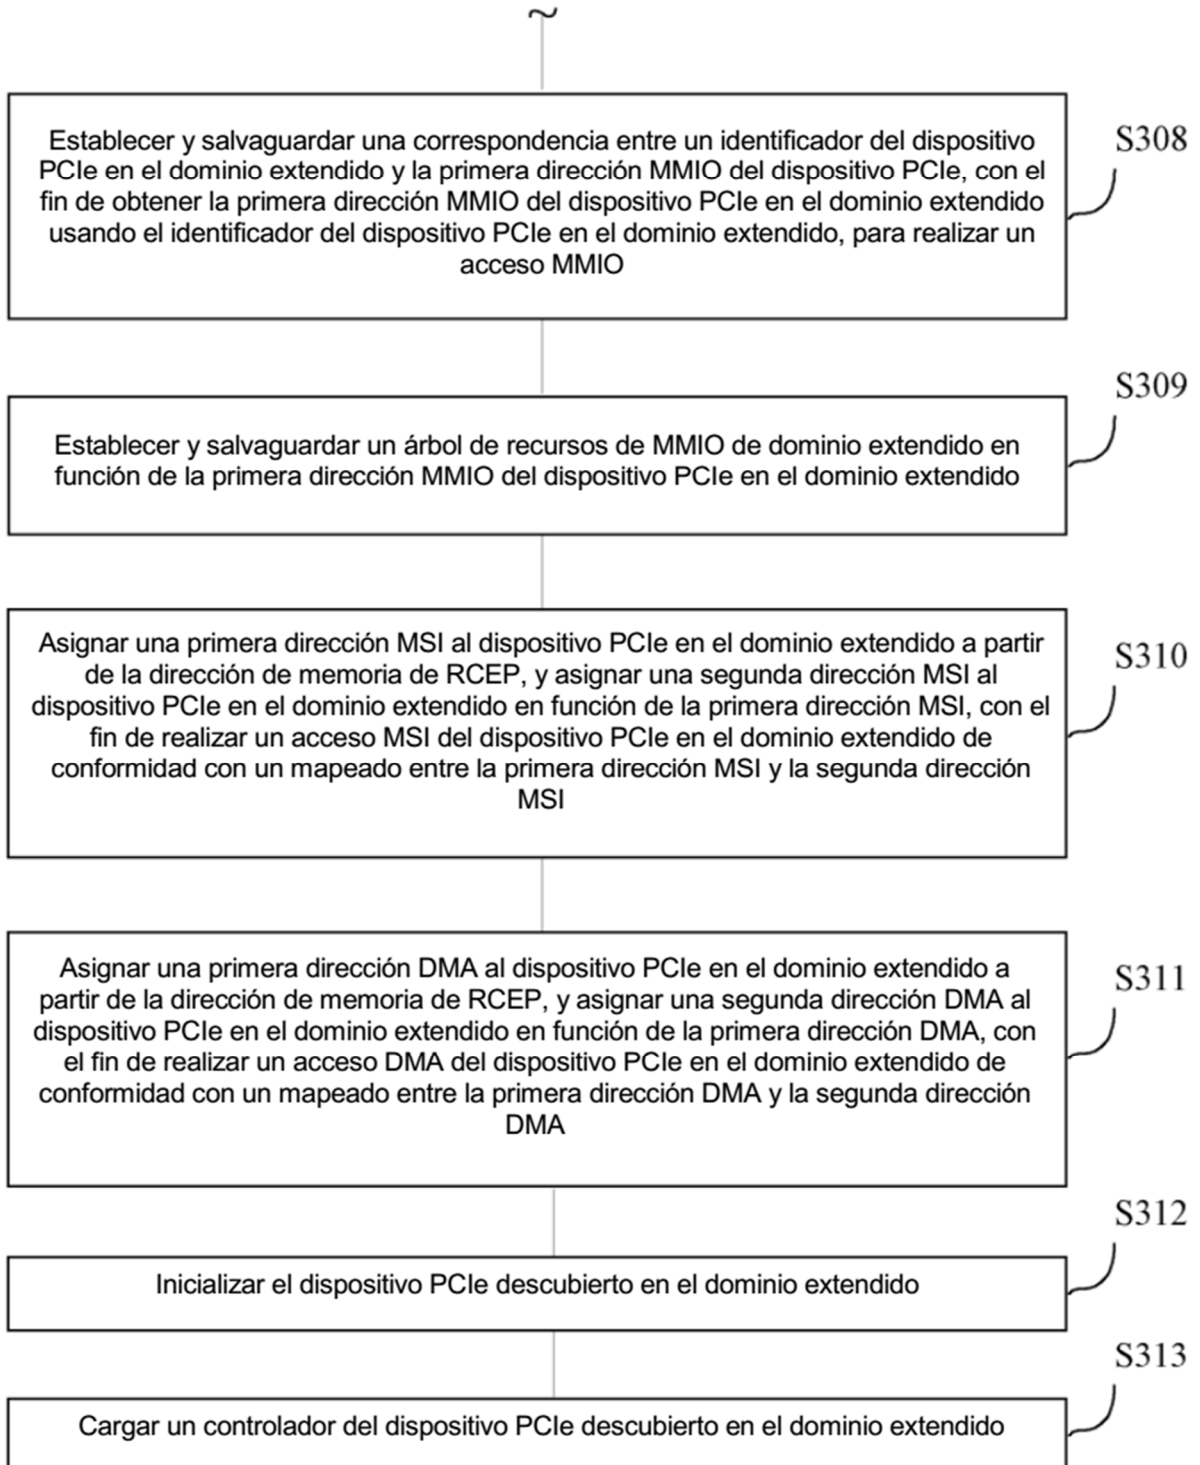 ~
Establecer y salvaguardar una correspondencia entre un identificador del dispositivo
PCIe en el dominio extendido y la primera dirección MMIO del dispositivo PCIe, con el
fin de obtener la primera dirección MMIO del dispositivo PCIe en el dominio extendido
usando el identificador del dispositivo PCIe en el dominio extendido, para realizar un
acceso MMIO
S308
Establecer y salvaguardar un árbol de recursos de MMIO de dominio extendido en
función de la primera dirección MMIO del dispositivo PCIe en el dominio extendido
S309
Asignar una primera dirección MSI al dispositivo PCIe en el dominio extendido a partir
de la dirección de memoria de RCEP, y asignar una segunda dirección MSI al
dispositivo PCIe en el dominio extendido en función de la primera dirección MSI, con el
fin de realizar un acceso MSI del dispositivo PCIe en el dominio extendido de
conformidad con un mapeado entre la primera dirección MSI y la segunda dirección
MSI
S310
Asignar una primera dirección DMA al dispositivo PCIe en el dominio extendido a
partir de la dirección de memoria de RCEP, y asignar una segunda dirección DMA al
dispositivo PCIe en el dominio extendido en función de la primera dirección DMA, con
el fin de realizar un acceso DMA del dispositivo PCIe en el dominio extendido de
conformidad con un mapeado entre la primera dirección DMA y la segunda dirección
DMA
S311
Inicializar el dispositivo PCIe descubierto en el dominio extendido
S312
Cargar un controlador del dispositivo PCIe descubierto en el dominio extendido
S313